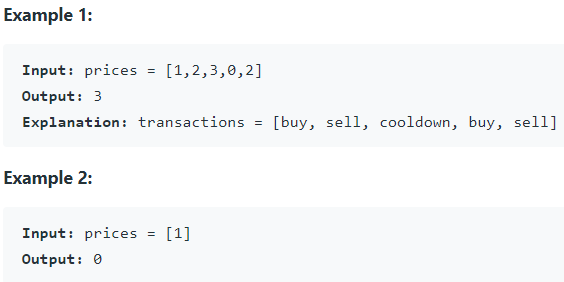 Example 1:
Input: prices = [1,2,3,0,2]
Output: 3
Explanation: transactions = [buy, sell, cooldown, buy, sell]
Example 2:
Input: prices = [1]
Output: 0